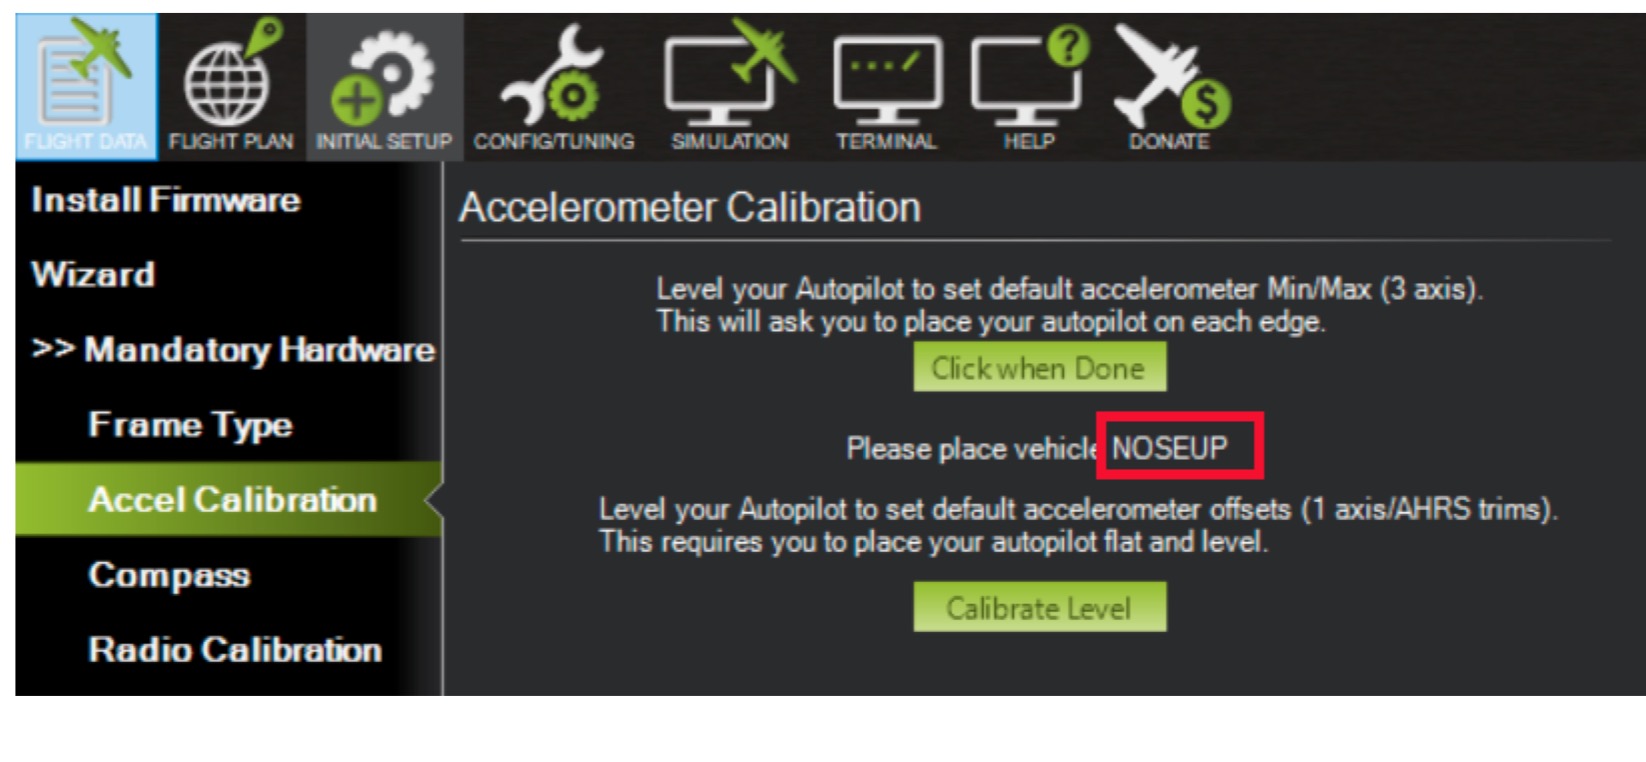 FLIGHT DATA
FLIGHT PLAN
INITIAL SETUP
CONFIG/TUNING
SIMULATION
TERMINAL
HELP
DONATE
Install Firmware
Wizard
>> Mandatory Hardware
Frame Type
Accel Calibration
Compass
Radio Calibration
Accelerometer Calibration
Level your Autopilot to set default accelerometer Min/Max (3 axis).
This will ask you to place your autopilot on each edge.
Click when Done
Please place vehicle NOSEUP
Level your Autopilot to set default accelerometer offsets (1 axis/AHRS trims).
This requires you to place your autopilot flat and level.
Calibrate Level